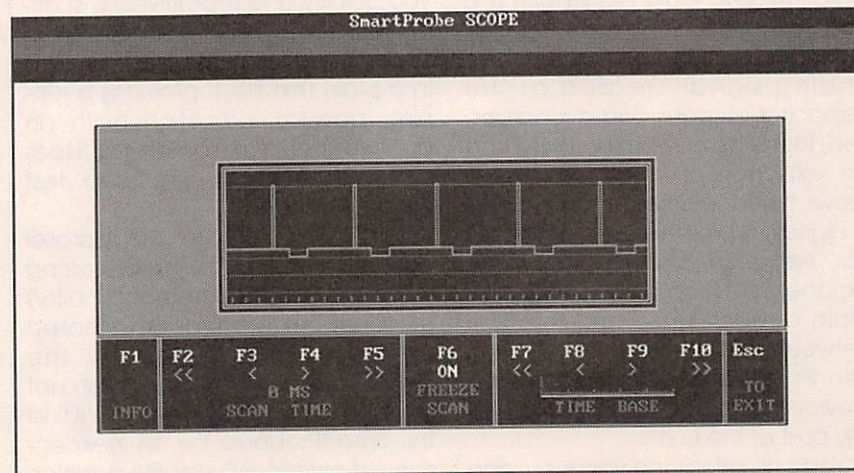 SmartProbe SCOPE
F1 F2 F3 F4 F5 F6 F7 F8 F9 F10 Esc
<< < > >> ON << < > >>
0 MS FREEZE TO
INFO SCAN TIME SCAN TIME BASE EXIT